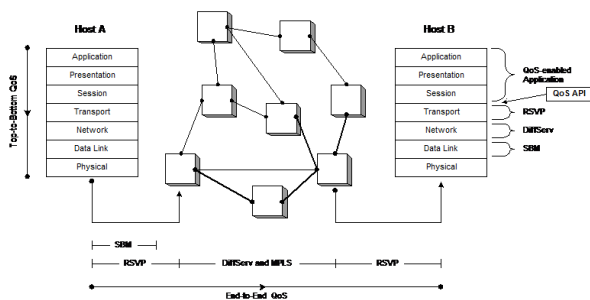 Host A
Host B
Top-to-Bottom QoS
Application
Presentation
Session
Transport
Network
Data Link
Physical
Application
Presentation
Session
Transport
Network
Data Link
Physical
QoS-enabled
Application
QoS API
RSVP
DiffServ
SBM
SBM
RSVP
DiffServ and MPLS
RSVP
End-to-End QoS